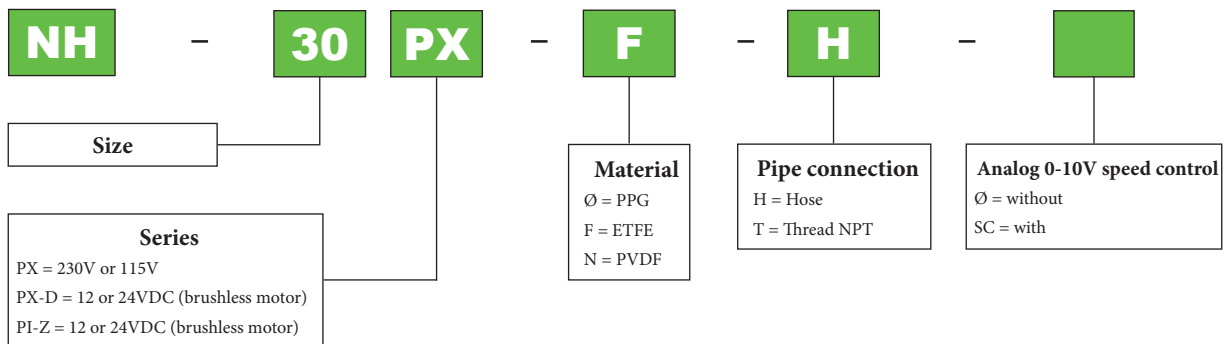 NH - 30 PX - F - H -
Size
Series
PX = 230V or 115V
PX-D = 12 or 24VDC (brushless motor)
PI-Z = 12 or 24VDC (brushless motor)
Material
Ø = PPG
F = ETFE
N = PVDF
Pipe connection
H = Hose
T = Thread NPT
Analog 0-10V speed control
Ø = without
SC = with